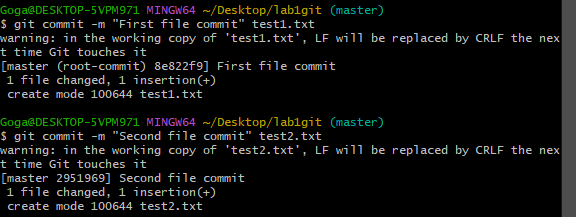 Goga@DESKTOP-5VPM971 MINGW64 ~/Desktop/lab1git (master)
$ git commit -m "First file commit" test1.txt
warning: in the working copy of 'test1.txt', LF will be replaced by CRLF the nex
t time Git touches it
[master (root-commit) 8e822f9] First file commit
 1 file changed, 1 insertion(+)
 create mode 100644 test1.txt

Goga@DESKTOP-5VPM971 MINGW64 ~/Desktop/lab1git (master)
$ git commit -m "Second file commit" test2.txt
warning: in the working copy of 'test2.txt', LF will be replaced by CRLF the nex
t time Git touches it
[master 2951969] Second file commit
 1 file changed, 1 insertion(+)
 create mode 100644 test2.txt